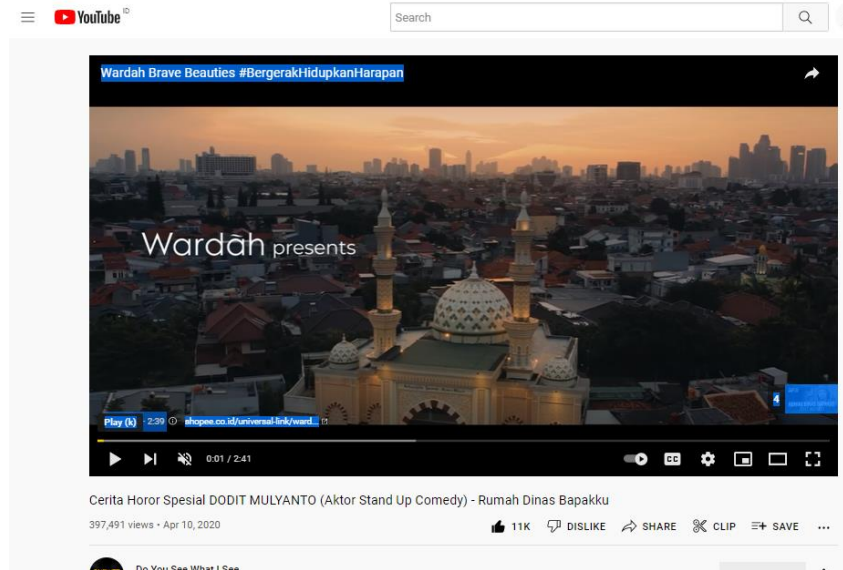 YouTube ID
Search
Wardah Brave Beauties #BergerakHidupkanHarapan
Wardah presents
4
Play (k) · 2:39 shopee.co.id/universal-link/ward...
0:01 / 2:41
CC
Cerita Horor Spesial DODIT MULYANTO (Aktor Stand Up Comedy) - Rumah Dinas Bapakku
397,491 views • Apr 10, 2020
11K DISLIKE SHARE CLIP SAVE ...
Do You See What I See